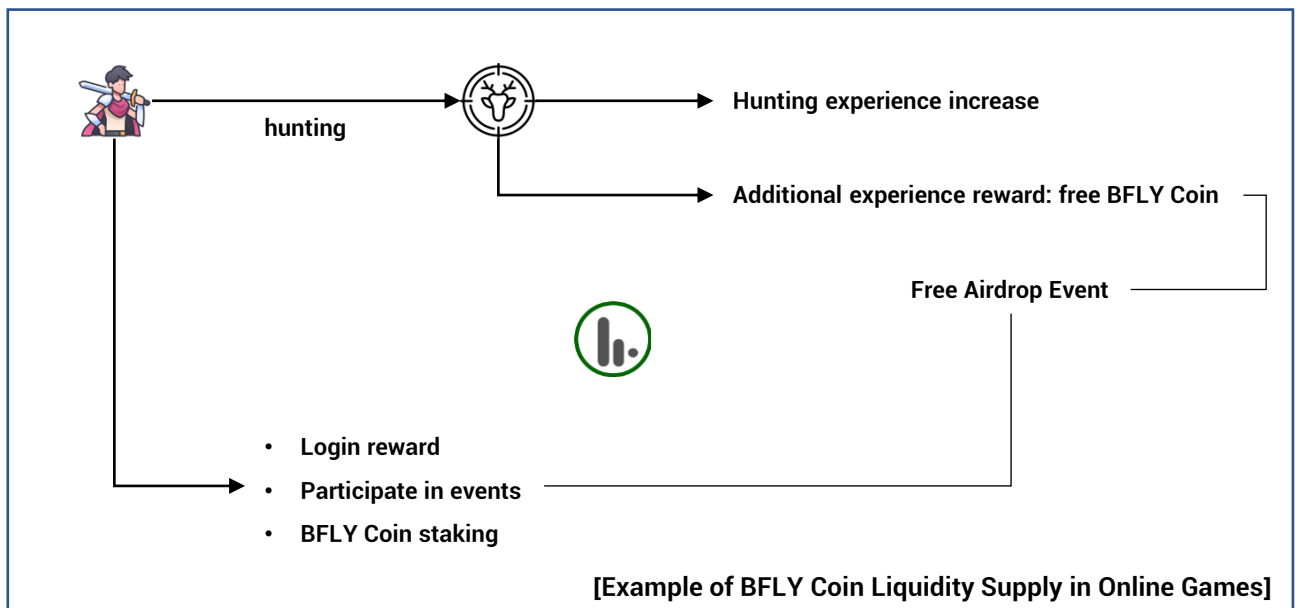 hunting
Hunting experience increase
Additional experience reward: free BFLY Coin
Free Airdrop Event
• Login reward
• Participate in events
• BFLY Coin staking
[Example of BFLY Coin Liquidity Supply in Online Games]